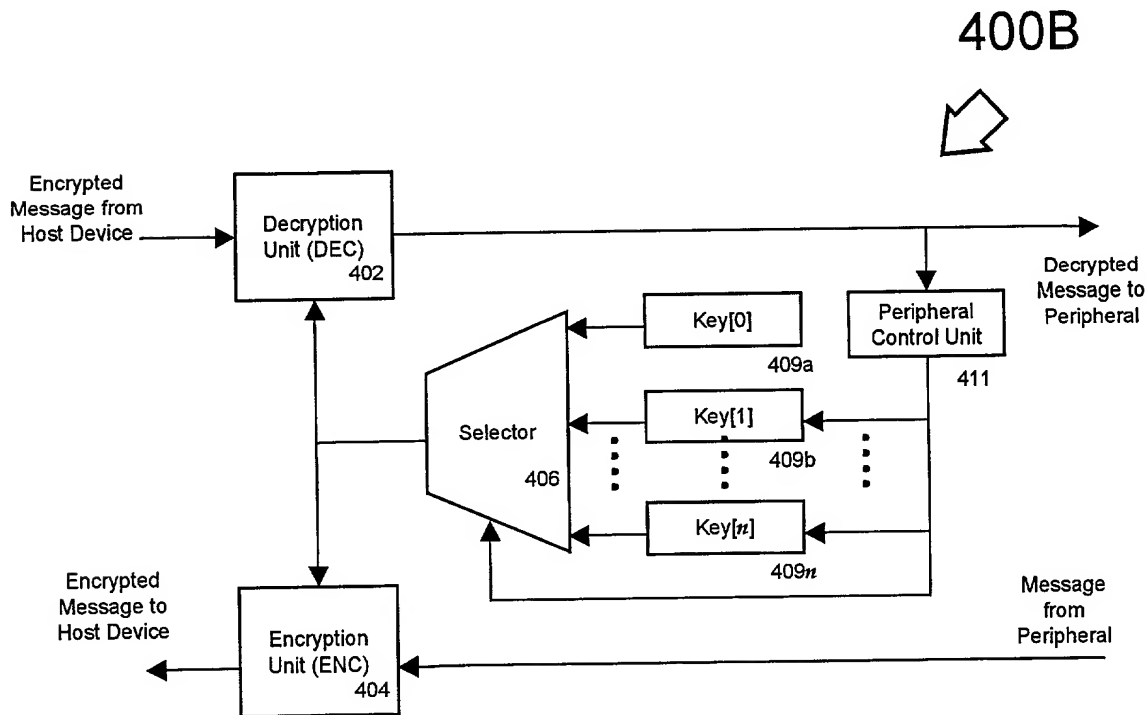 400B
Encrypted
Message from
Host Device
Decryption
Unit (DEC)
402
Decrypted
Message to
Peripheral
Peripheral
Control Unit
411
Key[0]
409a
Key[1]
409b
Selector
406
Key[n]
409n
Encrypted
Message to
Host Device
Encryption
Unit (ENC)
404
Message
from
Peripheral